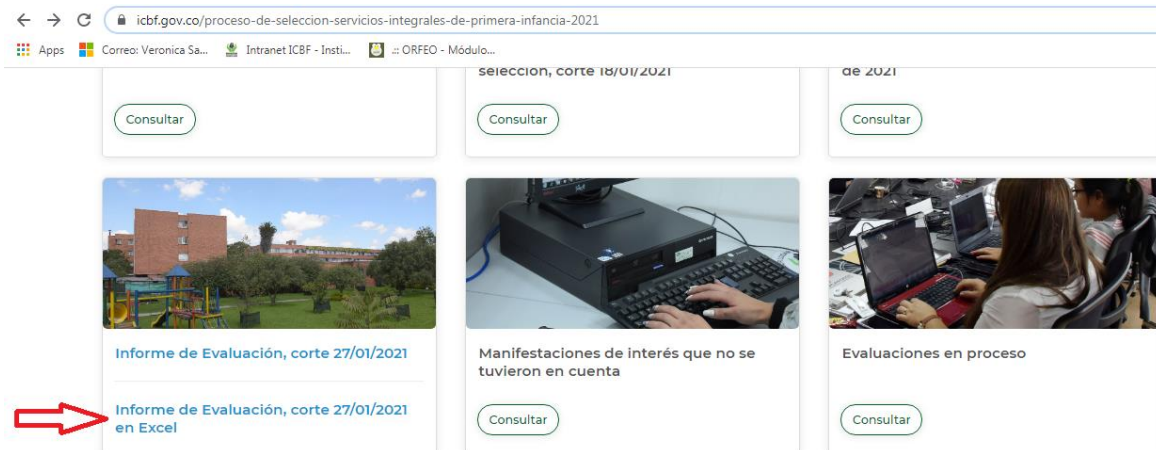 icbf.gov.co/proceso-de-seleccion-servicios-integrales-de-primera-infancia-2021
Apps Correo: Veronica Sa... Intranet ICBF - Insti... .:: ORFEO - Módulo...
selección, corte 18/01/2021
de 2021
Consultar
Consultar
Consultar
Informe de Evaluación, corte 27/01/2021
Informe de Evaluación, corte 27/01/2021
en Excel
Manifestaciones de interés que no se
tuvieron en cuenta
Consultar
Evaluaciones en proceso
Consultar